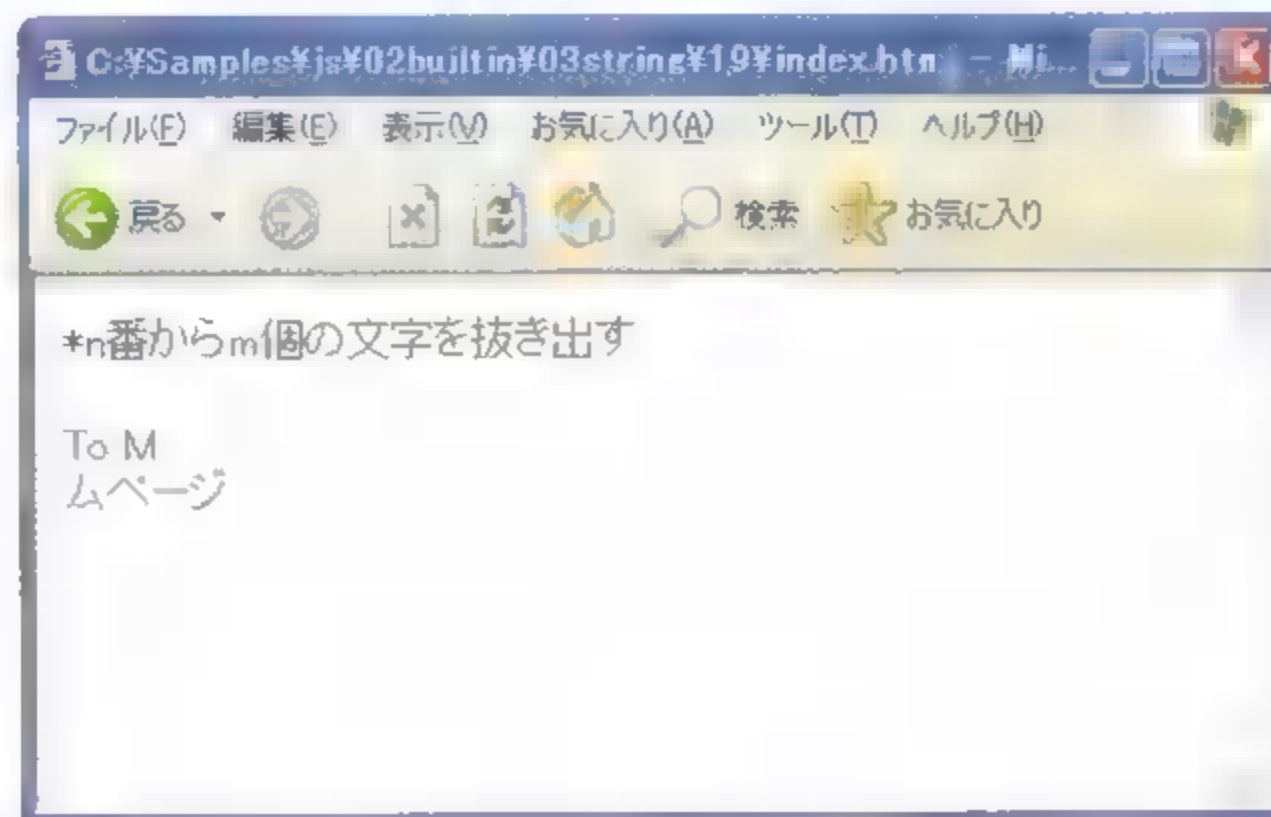 C:¥Samples¥js¥02builtin¥03string¥19¥index.htm - Mi...
ファイル(F) 編集(E) 表示(V) お気に入り(A) ツール(T) ヘルプ(H)
戻る 検索 お気に入り
*n番からm個の文字を抜き出す
To M
ムページ